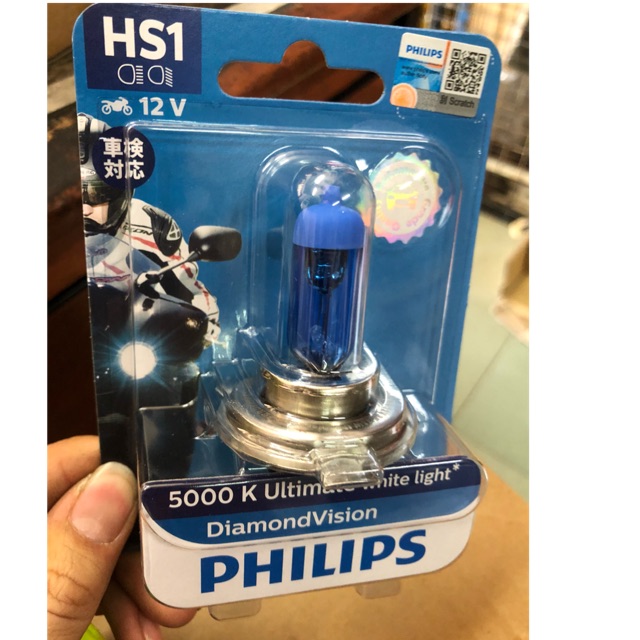 HS1
12 V
車検
対応
PHILIPS
Scratch
5000 K Ultimate white light*
DiamondVision
PHILIPS